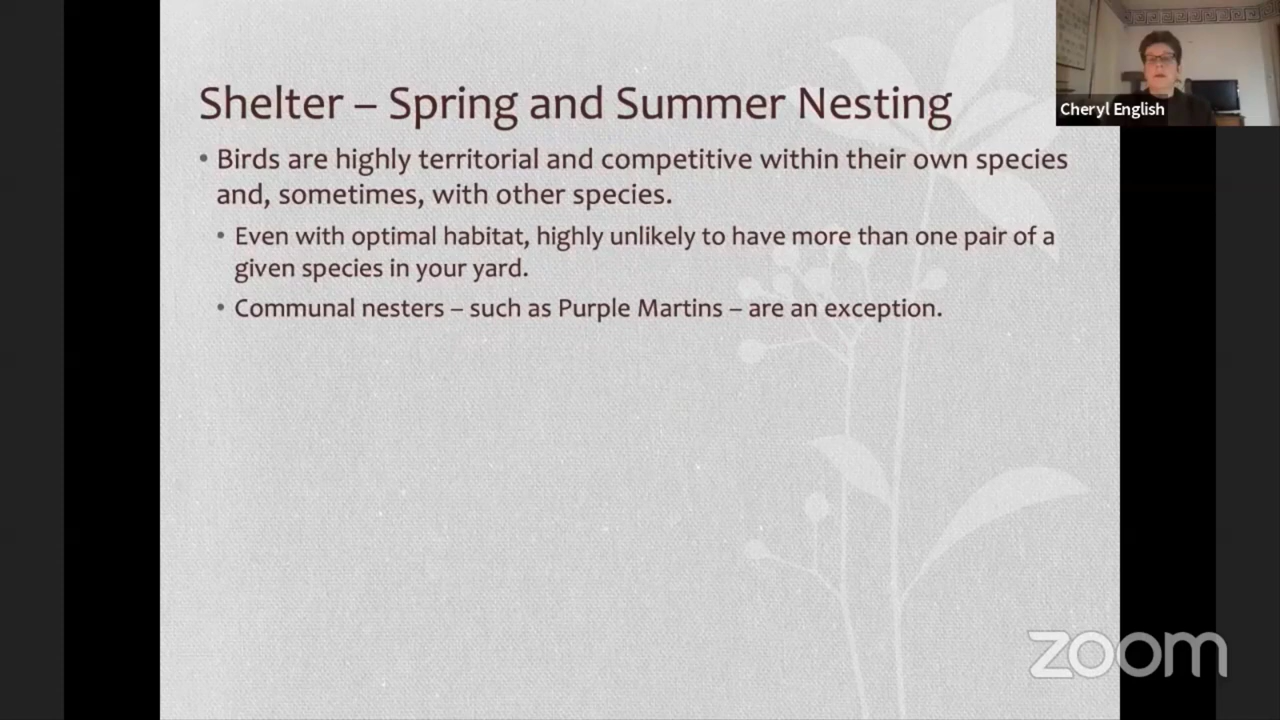 Shelter – Spring and Summer Nesting
• Birds are highly territorial and competitive within their own species
and, sometimes, with other species.
• Even with optimal habitat, highly unlikely to have more than one pair of a
given species in your yard.
• Communal nesters – such as Purple Martins – are an exception.
Cheryl English
zoom